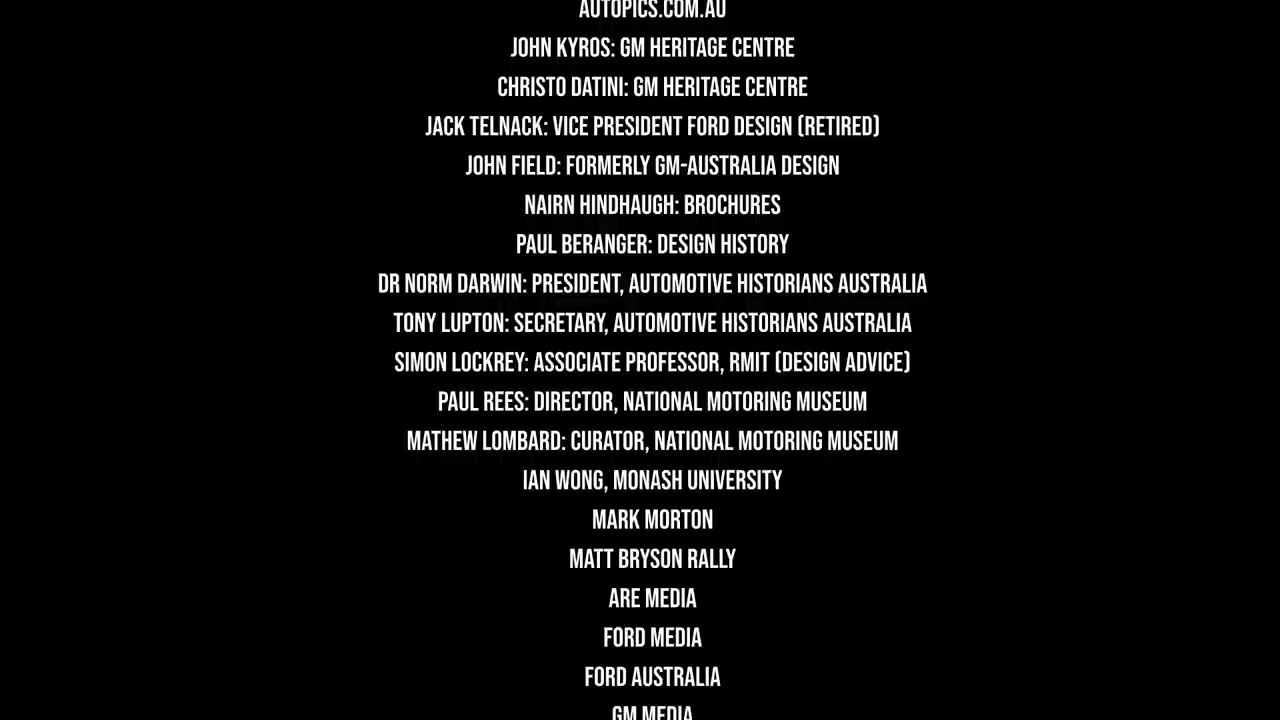 AUTOPICS.COM.AU
JOHN KYROS: GM HERITAGE CENTRE
CHRISTO DATINI: GM HERITAGE CENTRE
JACK TELNACK: VICE PRESIDENT FORD DESIGN (RETIRED)
JOHN FIELD: FORMERLY GM-AUSTRALIA DESIGN
NAIRN HINDHAUGH: BROCHURES
PAUL BERANGER: DESIGN HISTORY
DR NORM DARWIN: PRESIDENT, AUTOMOTIVE HISTORIANS AUSTRALIA
TONY LUPTON: SECRETARY, AUTOMOTIVE HISTORIANS AUSTRALIA
SIMON LOCKREY: ASSOCIATE PROFESSOR, RMIT (DESIGN ADVICE)
PAUL REES: DIRECTOR, NATIONAL MOTORING MUSEUM
MATHEW LOMBARD: CURATOR, NATIONAL MOTORING MUSEUM
IAN WONG, MONASH UNIVERSITY
MARK MORTON
MATT BRYSON RALLY
ARE MEDIA
FORD MEDIA
FORD AUSTRALIA
GM MEDIA